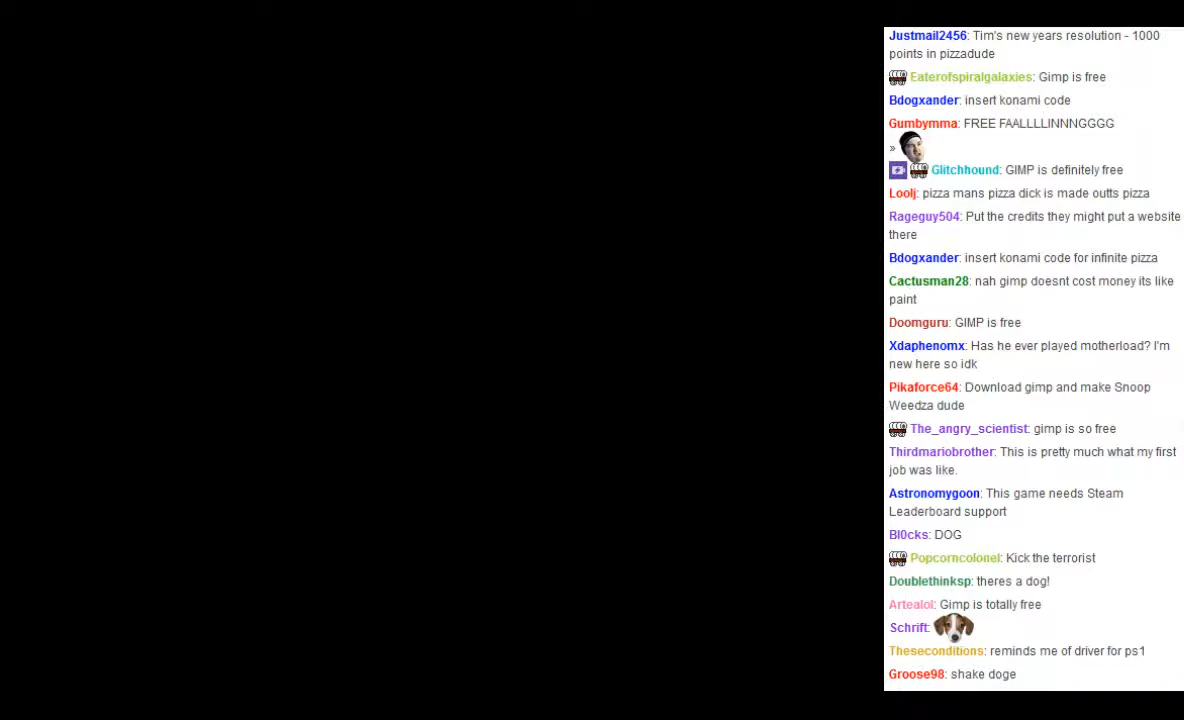 Justmail2456: Tim's new years resolution - 1000
points in pizzadude
Eaterofspiralgalaxies: Gimp is free
Bdogxander: insert konami code
Gumbymma: FREE FAALLLLINNNGGGG
»
Glitchhound: GIMP is definitely free
Loolj: pizza mans pizza dick is made outts pizza
Rageguy504: Put the credits they might put a website
there
Bdogxander: insert konami code for infinite pizza
Cactusman28: nah gimp doesnt cost money its like
paint
Doomguru: GIMP is free
Xdaphenomx: Has he ever played motherload? I'm
new here so idk
Pikaforce64: Download gimp and make Snoop
Weedza dude
The_angry_scientist: gimp is so free
Thirdmariobrother: This is pretty much what my first
job was like.
Astronomygoon: This game needs Steam
Leaderboard support
Bl0cks: DOG
Popcorncolonel: Kick the terrorist
Doublethinksp: theres a dog!
Artealol: Gimp is totally free
Schrift:
Theseconditions: reminds me of driver for ps1
Groose98: shake doge